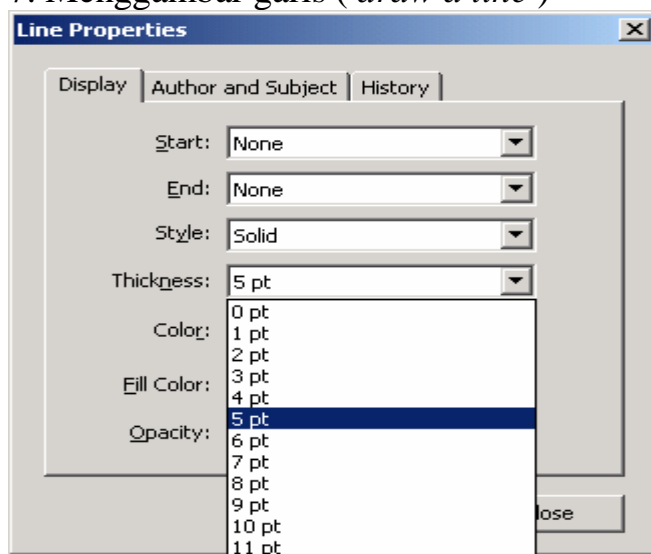 7. Menggambar garis ( draw a line )
Line Properties
Display Author and Subject History
Start: None
End: None
Style: Solid
Thickness: 5 pt
0 pt
Color: 1 pt
2 pt
3 pt
Fill Color: 4 pt
5 pt
Opacity: 6 pt
7 pt
8 pt
9 pt
10 pt lose
11 pt